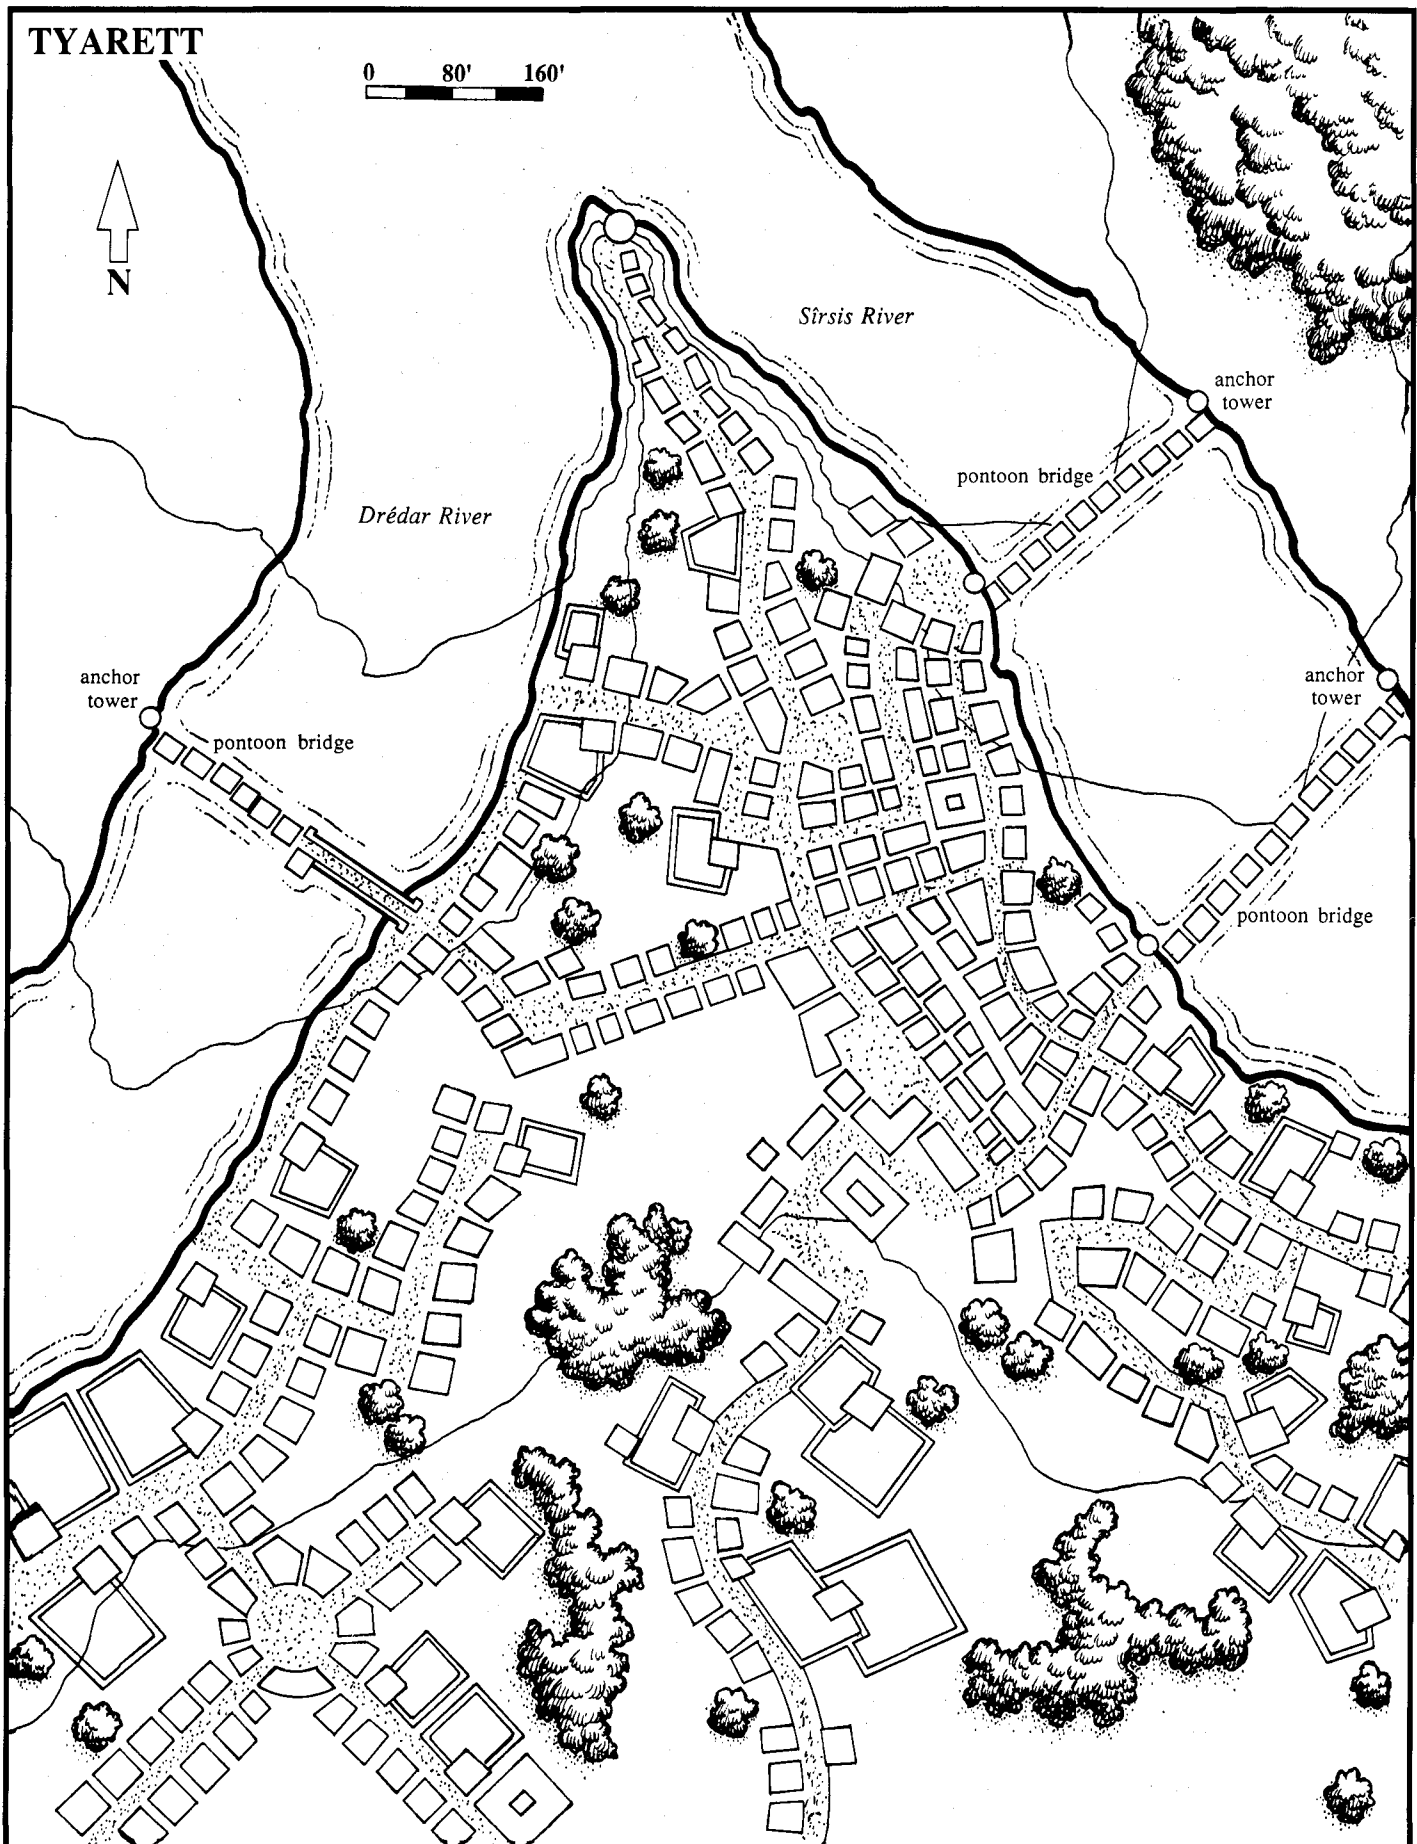 TYARETT
0 80' 160'
N
Sîrsis River
anchor
tower
pontoon bridge
Drédar River
anchor
tower
anchor
tower
pontoon bridge
pontoon bridge